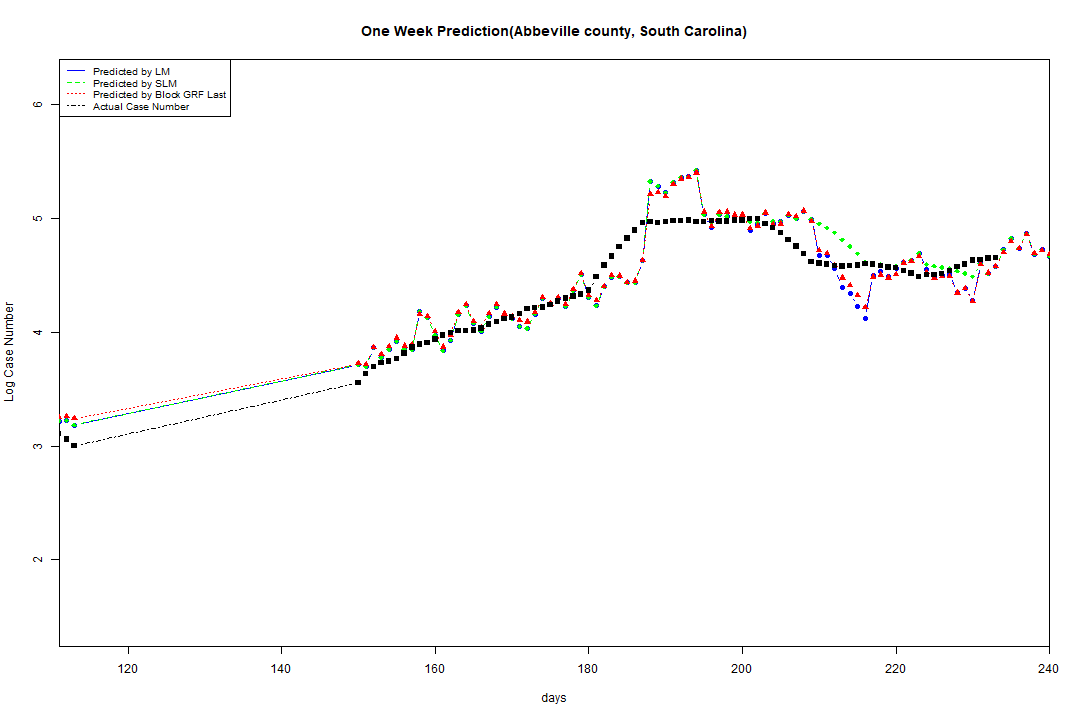 One Week Prediction(Abbeville county, South Carolina)
Predicted by LM
Predicted by SLM
Predicted by Block GRF Last
Actual Case Number
6
5
4
3
2
Log Case Number
120 140 160 180 200 220 240
days